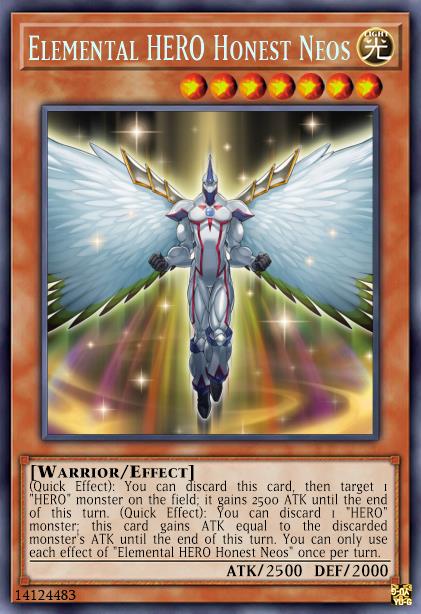 Elemental HERO Honest Neos
LIGHT
光
[Warrior/Effect]
(Quick Effect): You can discard this card, then target 1
"HERO" monster on the field; it gains 2500 ATK until the end
of this turn. (Quick Effect): You can discard 1 "HERO"
monster; this card gains ATK equal to the discarded
monster's ATK until the end of this turn. You can only use
each effect of "Elemental HERO Honest Neos" once per turn.
ATK/2500 DEF/2000
14124483